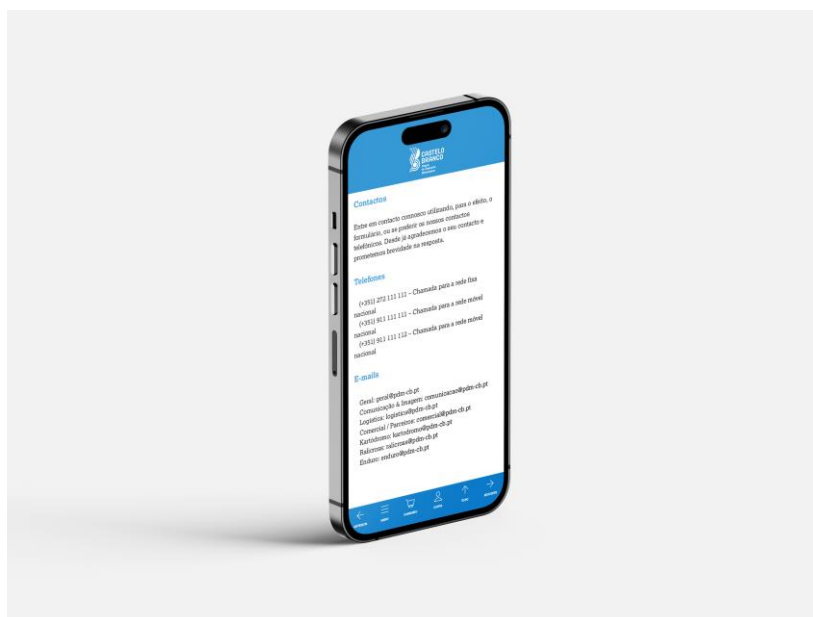 CASTELO
BRANCO
Contactos
Entre em contacto connosco utilizando, para o efeito, o
formulário, ou se preferir os nossos contactos
telefónicos. Desde já agradecemos o seu contacto e
prometemos brevidade na resposta.
Telefones
(+351) 272 111 111 – Chamada para a rede fixa
nacional
(+351) 911 111 111 – Chamada para a rede móvel
nacional
(+351) 911 111 112 – Chamada para a rede móvel
nacional
E-mails
Geral: geral@pdm-cb.pt
Comunicação & Imagem: comunicacao@pdm-cb.pt
Logística: logistica@pdm-cb.pt
Comercial / Parceiros: comercial@pdm-cb.pt
Kartódromo: kartodromo@pdm-cb.pt
Ralicross: ralicross@pdm-cb.pt
Enduro: enduro@pdm-cb.pt